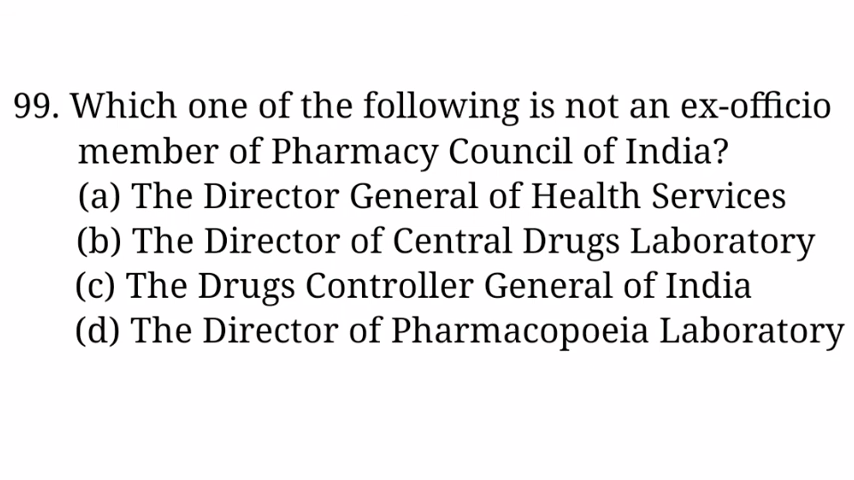 99. Which one of the following is not an ex-officio
member of Pharmacy Council of India?
(a) The Director General of Health Services
(b) The Director of Central Drugs Laboratory
(c) The Drugs Controller General of India
(d) The Director of Pharmacopoeia Laboratory